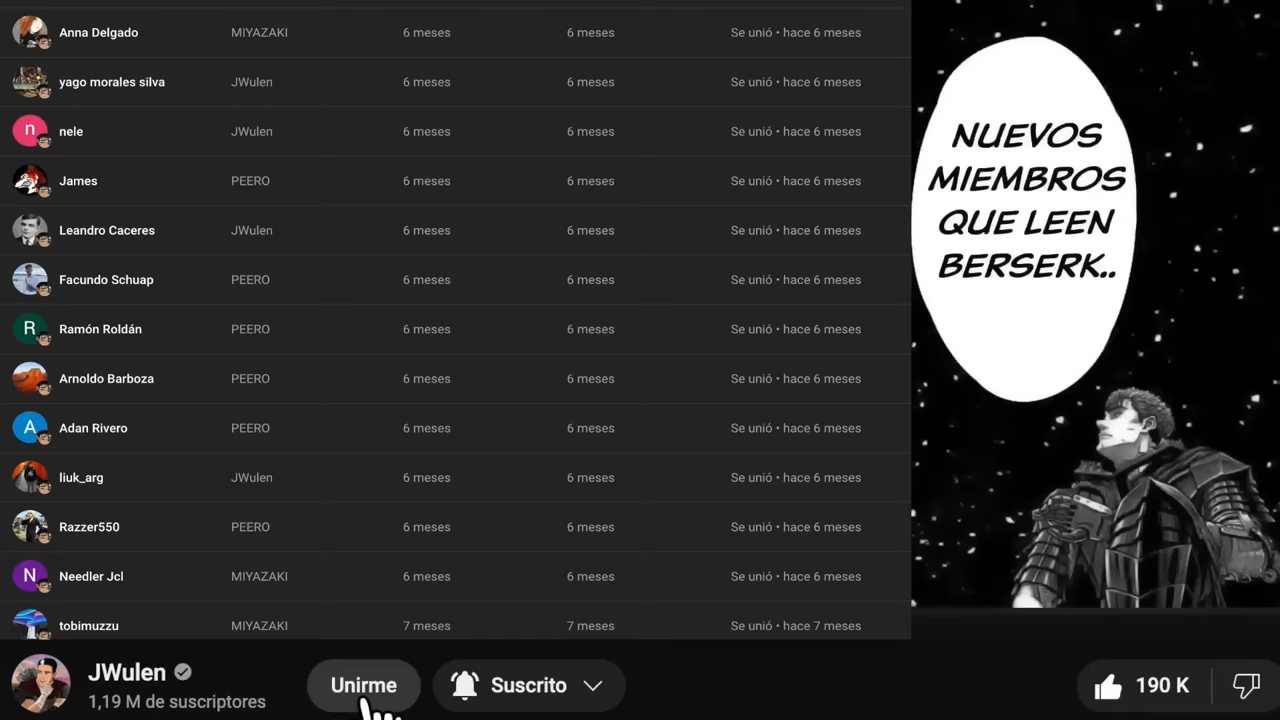 Anna Delgado MIYAZAKI 6 meses 6 meses Se unió • hace 6 meses
yago morales silva JWulen 6 meses 6 meses Se unió • hace 6 meses
n nele JWulen 6 meses 6 meses Se unió • hace 6 meses
James PEERO 6 meses 6 meses Se unió • hace 6 meses
Leandro Caceres JWulen 6 meses 6 meses Se unió • hace 6 meses
Facundo Schuap PEERO 6 meses 6 meses Se unió • hace 6 meses
R Ramón Roldán PEERO 6 meses 6 meses Se unió • hace 6 meses
Arnoldo Barboza PEERO 6 meses 6 meses Se unió • hace 6 meses
A Adan Rivero PEERO 6 meses 6 meses Se unió • hace 6 meses
liuk_arg JWulen 6 meses 6 meses Se unió • hace 6 meses
Razzer550 PEERO 6 meses 6 meses Se unió • hace 6 meses
N Needler Jcl MIYAZAKI 6 meses 6 meses Se unió • hace 6 meses
tobimuzzu MIYAZAKI 7 meses 7 meses Se unió • hace 7 meses
NUEVOS
MIEMBROS
QUE LEEN
BERSERK..
JWulen
1,19 M de suscriptores
Unirme
Suscrito
190 K